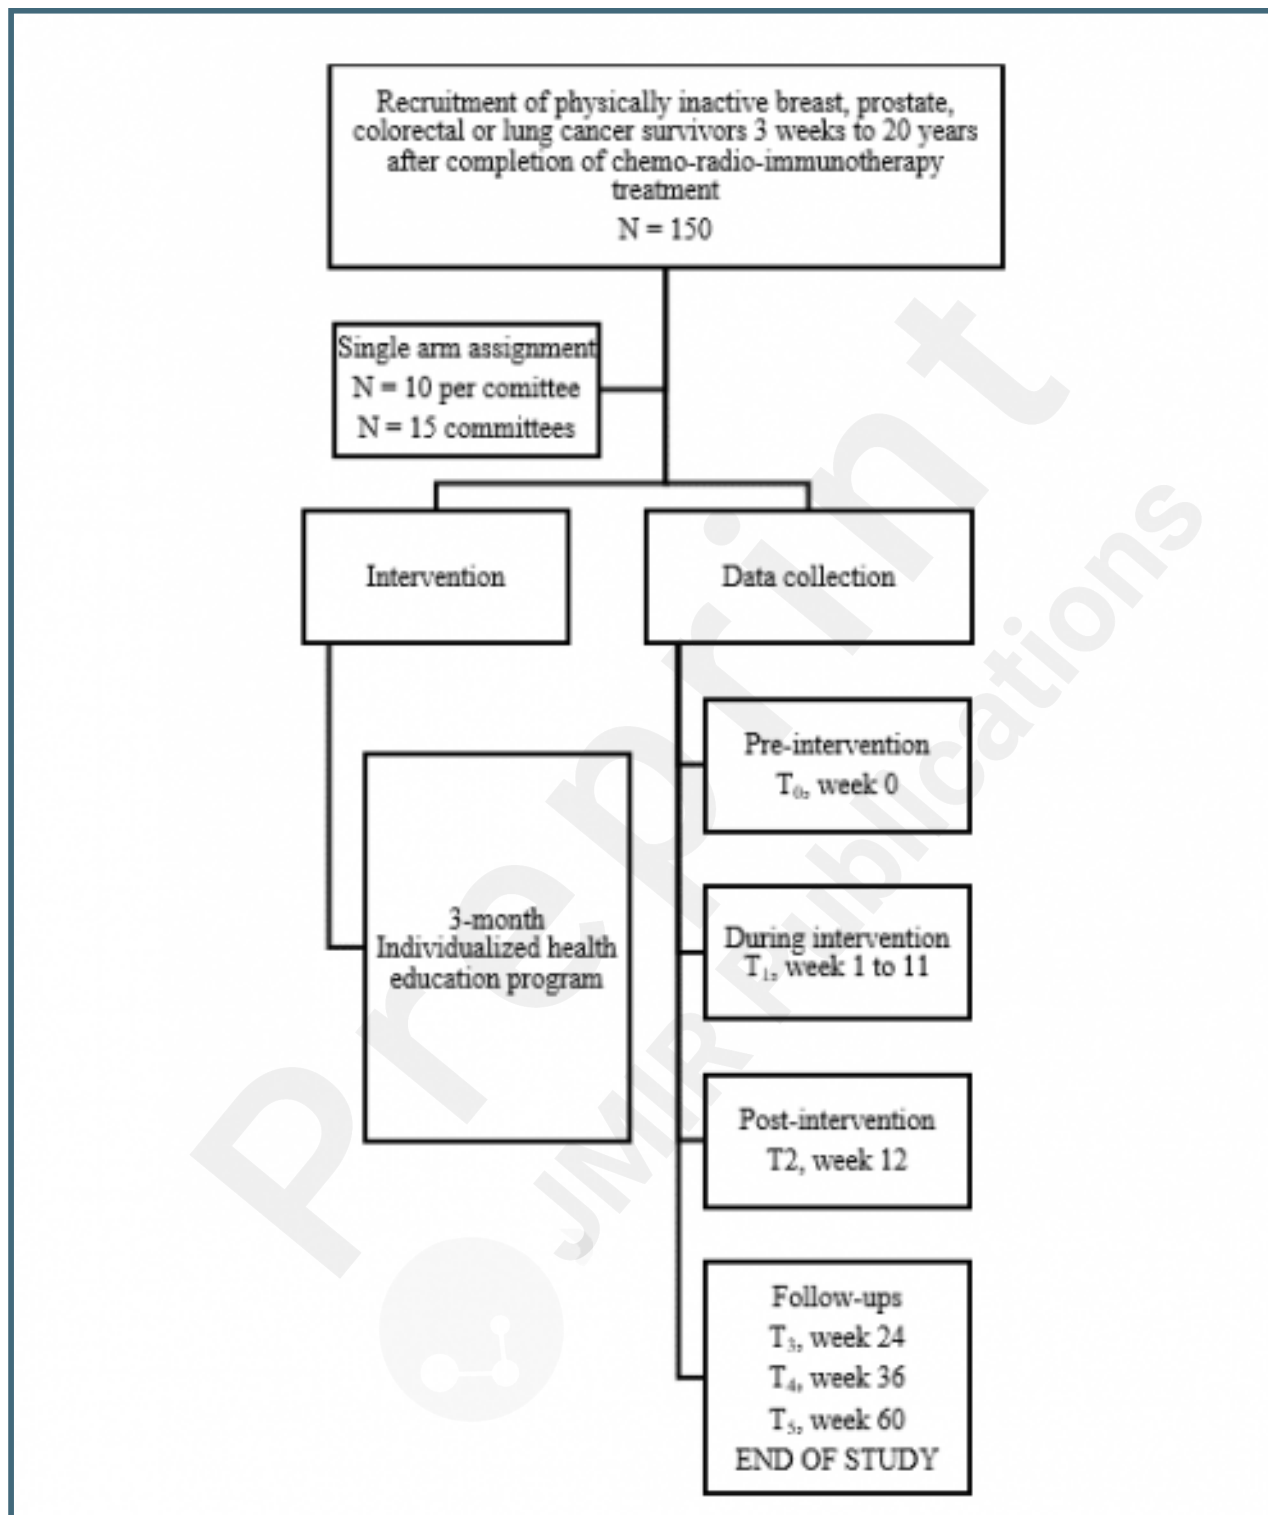 Recruitment of physically inactive breast, prostate,
colorectal or lung cancer survivors 3 weeks to 20 years
after completion of chemo-radio-immunotherapy
treatment
N = 150
Single arm assignment
N = 10 per comittee
N = 15 committees
Intervention
Data collection
Pre-intervention
T₀, week 0
3-month
Individualized health
education program
During intervention
T₁, week 1 to 11
Post-intervention
T2, week 12
Follow-ups
T₃, week 24
T₄, week 36
T₅, week 60
END OF STUDY
Preprint
JMIR Publications